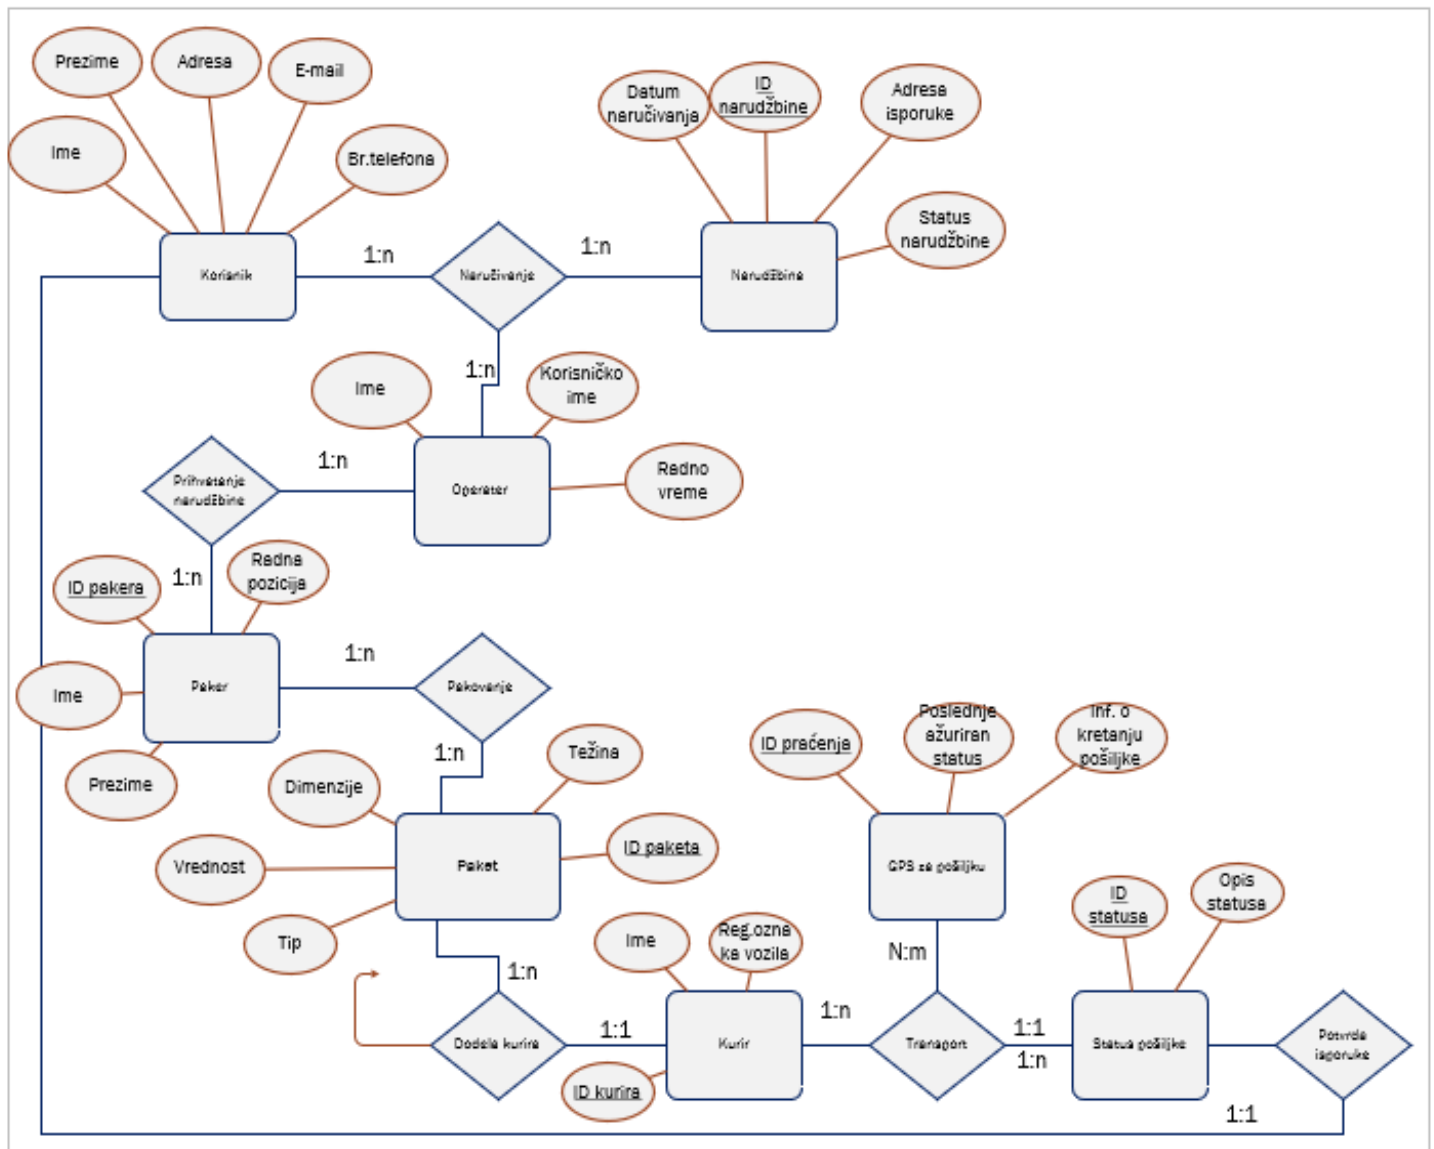 Prezime
Adresa
E-mail
Ime
Br.telefona
Datum
naručivanja
ID
narudžbine
Adresa
isporuke
Status
narudžbine
Korisnik
1:n
Naručivanje
1:n
Narudžbina
1:n
Ime
Korisničko
ime
Operater
Radno
vreme
1:n
Prihvatanje
narudžbine
1:n
ID pakera
Radna
pozicija
Ime
Paker
Prezime
1:n
Pakovanje
1:n
Dimenzije
Težina
Vrednost
Paket
ID paketa
Tip
ID praćenja
Poslednje
ažuriran
status
Inf. o
kretanju
pošiljke
GPS za pošiljku
N:m
ID
statusa
Opis
statusa
1:n
Dodela kurira
1:1
Ime
Reg.ozna
ka vozila
Kurir
ID kurira
1:n
Transport
1:1
1:n
Status pošiljke
Potvrda
isporuke
1:1